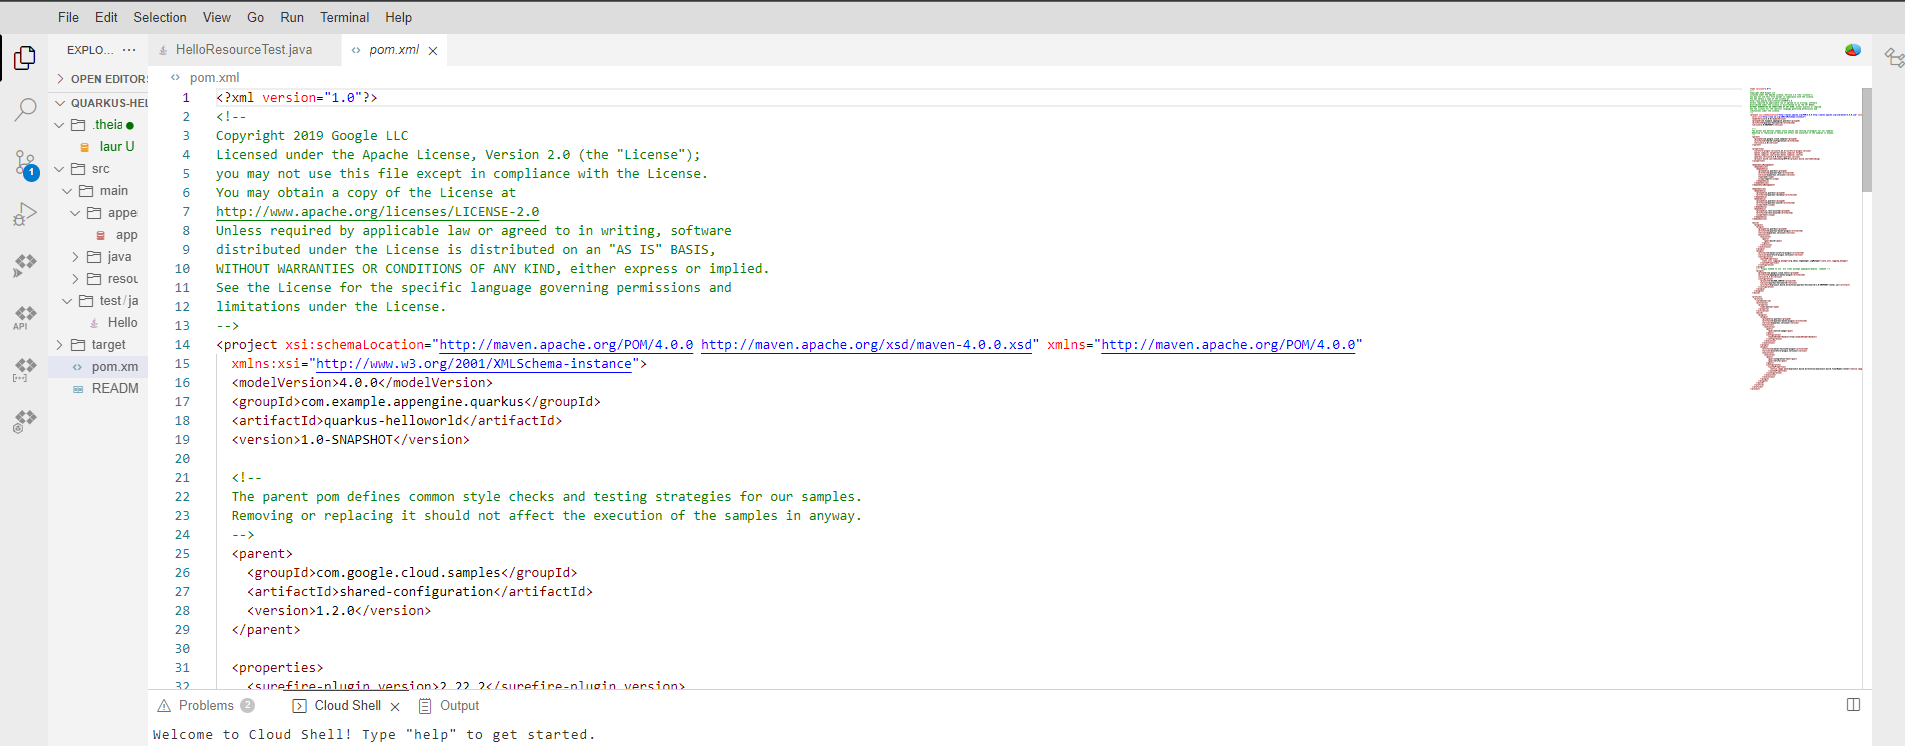 File Edit Selection View Go Run Terminal Help
EXPLO... ···
HelloResourceTest.java
pom.xml
OPEN EDITOR
QUARKUS-HEL
.theia
laur U
src
1
main
appe
app
java
resou
test/ja
API
Hello
target
pom.xm
READM
pom.xml
1 <?xml version="1.0"?>
2 <!--
3 Copyright 2019 Google LLC
4 Licensed under the Apache License, Version 2.0 (the "License");
5 you may not use this file except in compliance with the License.
6 You may obtain a copy of the License at
7 http://www.apache.org/licenses/LICENSE-2.0
8 Unless required by applicable law or agreed to in writing, software
9 distributed under the License is distributed on an "AS IS" BASIS,
10 WITHOUT WARRANTIES OR CONDITIONS OF ANY KIND, either express or implied.
11 See the License for the specific language governing permissions and
12 limitations under the License.
13 -->
14 <project xsi:schemaLocation="http://maven.apache.org/POM/4.0.0 http://maven.apache.org/xsd/maven-4.0.0.xsd" xmlns="http://maven.apache.org/POM/4.0.0"
15 xmlns:xsi="http://www.w3.org/2001/XMLSchema-instance">
16 <modelVersion>4.0.0</modelVersion>
17 <groupId>com.example.appengine.quarkus</groupId>
18 <artifactId>quarkus-helloworld</artifactId>
19 <version>1.0-SNAPSHOT</version>
20
21 <!--
22 The parent pom defines common style checks and testing strategies for our samples.
23 Removing or replacing it should not affect the execution of the samples in anyway.
24 -->
25 <parent>
26 <groupId>com.google.cloud.samples</groupId>
27 <artifactId>shared-configuration</artifactId>
28 <version>1.2.0</version>
29 </parent>
30
31 <properties>
32 <surefire-plugin.version>2.22.2</surefire-plugin.version>
Problems 2 Cloud Shell Output
Welcome to Cloud Shell! Type "help" to get started.